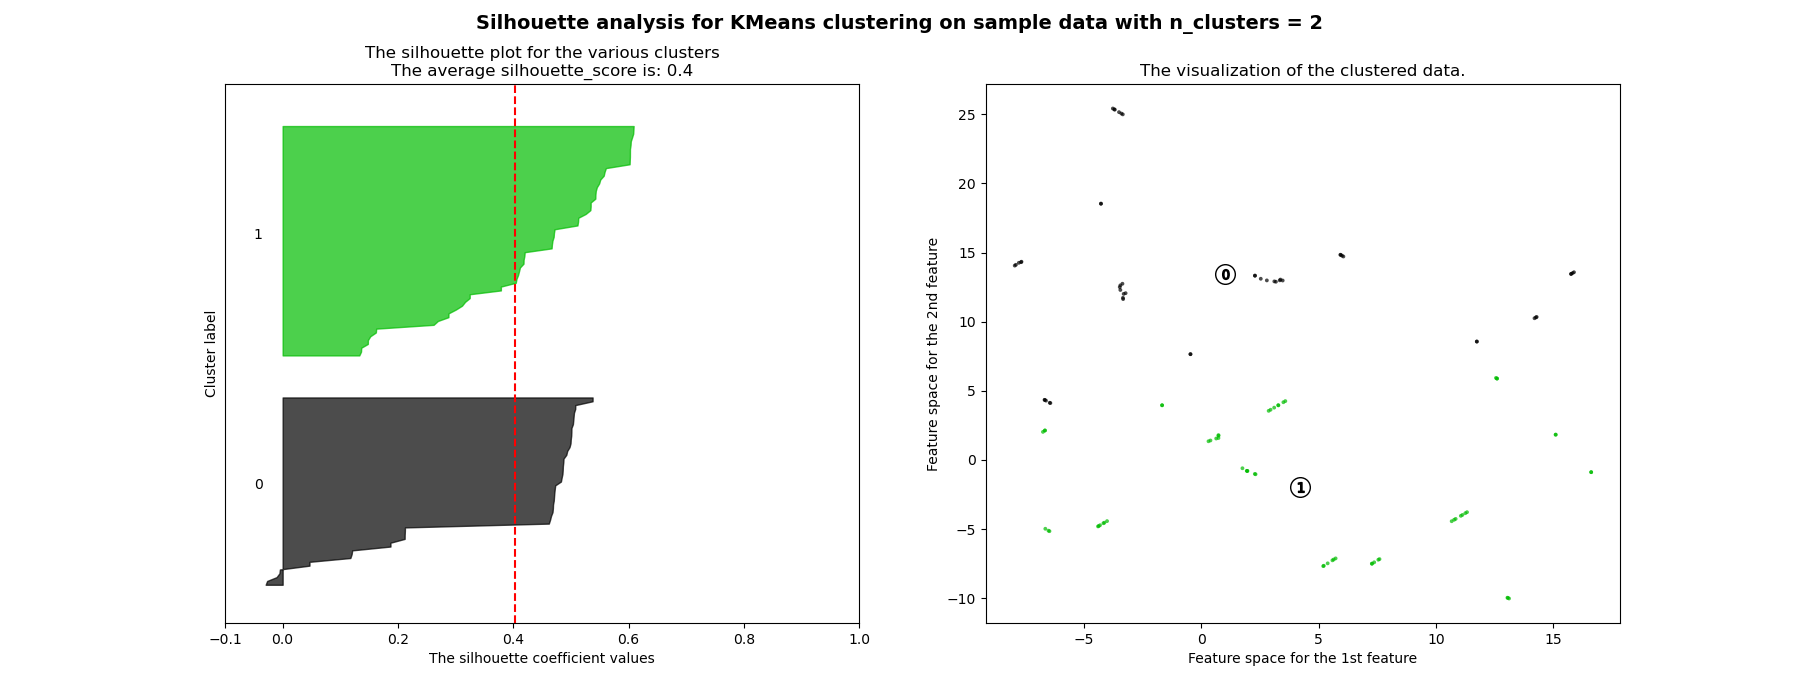 Silhouette analysis for KMeans clustering on sample data with n_clusters = 2
The silhouette plot for the various clusters
The average silhouette_score is: 0.4
1
0
Cluster label
−0.1 0.0 0.2 0.4 0.6 0.8 1.0
The silhouette coefficient values
The visualization of the clustered data.
25
20
15
10
5
0
−5
−10
Feature space for the 2nd feature
0
1
−5 0 5 10 15
Feature space for the 1st feature